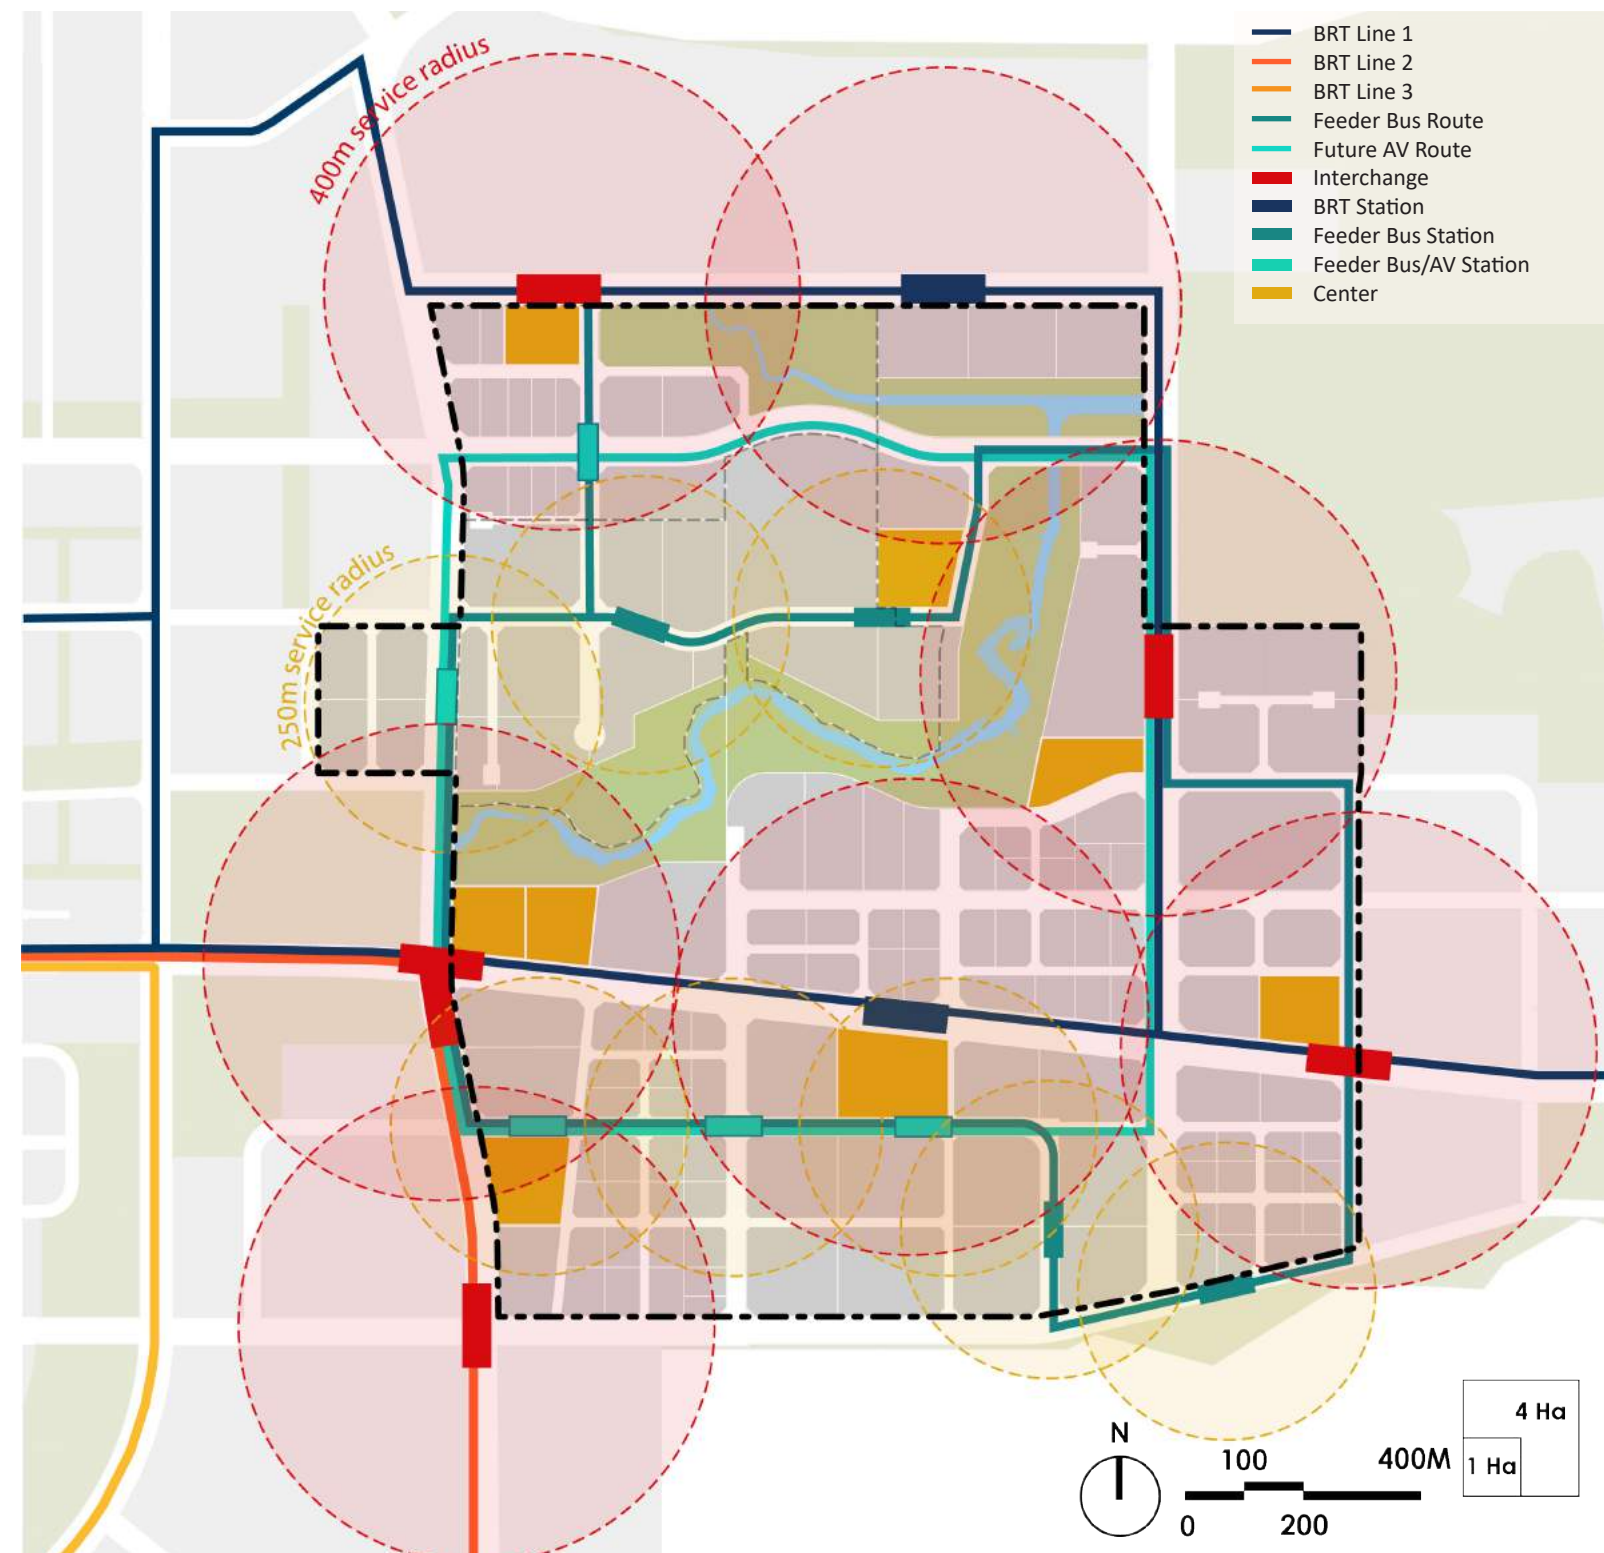 400m service radius
BRT Line 1
BRT Line 2
BRT Line 3
Feeder Bus Route
Future AV Route
Interchange
BRT Station
Feeder Bus Station
Feeder Bus/AV Station
Center
250m service radius
N
100
400M
0
200
4 Ha
1 Ha